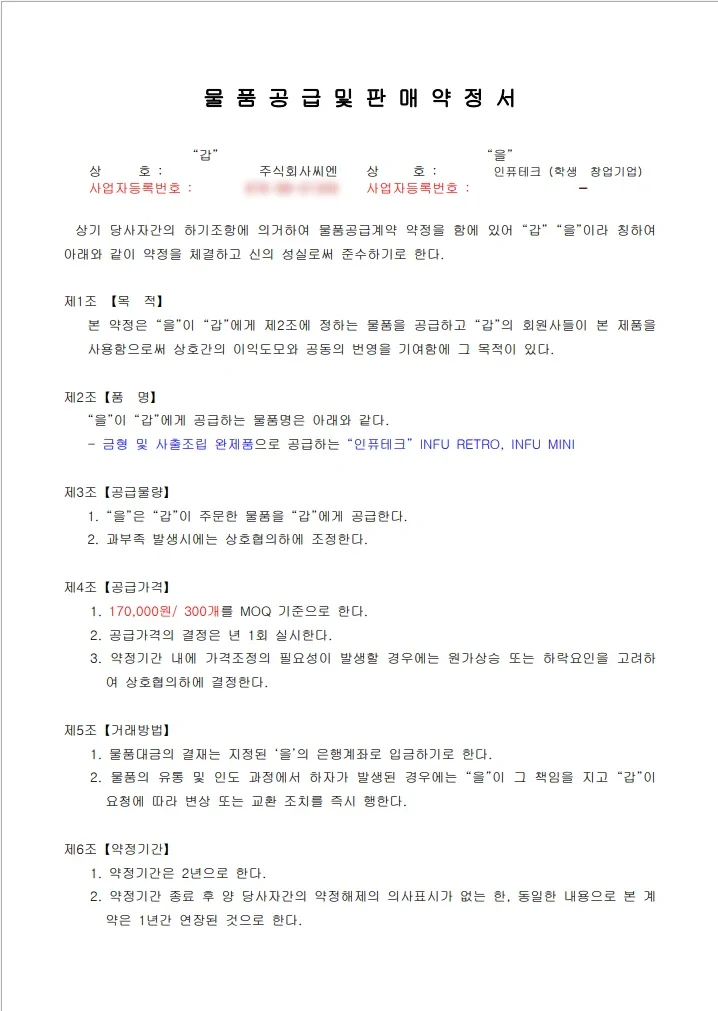 물 품 공 급 및 판 매 약 정 서
“갑” “을”
상 호 : 주식회사씨엔 상 호 : 인퓨테크 (학생 창업기업)
사업자등록번호 : 사업자등록번호 : –
상기 당사자간의 하기조항에 의거하여 물품공급계약 약정을 함에 있어 “갑” “을”이라 칭하여
아래와 같이 약정을 체결하고 신의 성실로써 준수하기로 한다.
제1조 【목 적】
본 약정은 “을”이 “갑”에게 제2조에 정하는 물품을 공급하고 “갑”의 회원사들이 본 제품을
사용함으로써 상호간의 이익도모와 공동의 번영을 기여함에 그 목적이 있다.
제2조【품 명】
“을”이 “갑”에게 공급하는 물품명은 아래와 같다.
- 금형 및 사출조립 완제품으로 공급하는 “인퓨테크” INFU RETRO, INFU MINI
제3조【공급물량】
1. “을”은 “갑”이 주문한 물품을 “갑”에게 공급한다.
2. 과부족 발생시에는 상호협의하에 조정한다.
제4조【공급가격】
1. 170,000원/ 300개를 MOQ 기준으로 한다.
2. 공급가격의 결정은 년 1회 실시한다.
3. 약정기간 내에 가격조정의 필요성이 발생할 경우에는 원가상승 또는 하락요인을 고려하
여 상호협의하에 결정한다.
제5조【거래방법】
1. 물품대금의 결재는 지정된 ‘을’의 은행계좌로 입금하기로 한다.
2. 물품의 유통 및 인도 과정에서 하자가 발생된 경우에는 “을”이 그 책임을 지고 “갑”이
요청에 따라 변상 또는 교환 조치를 즉시 행한다.
제6조【약정기간】
1. 약정기간은 2년으로 한다.
2. 약정기간 종료 후 양 당사자간의 약정해제의 의사표시가 없는 한, 동일한 내용으로 본 계
약은 1년간 연장된 것으로 한다.